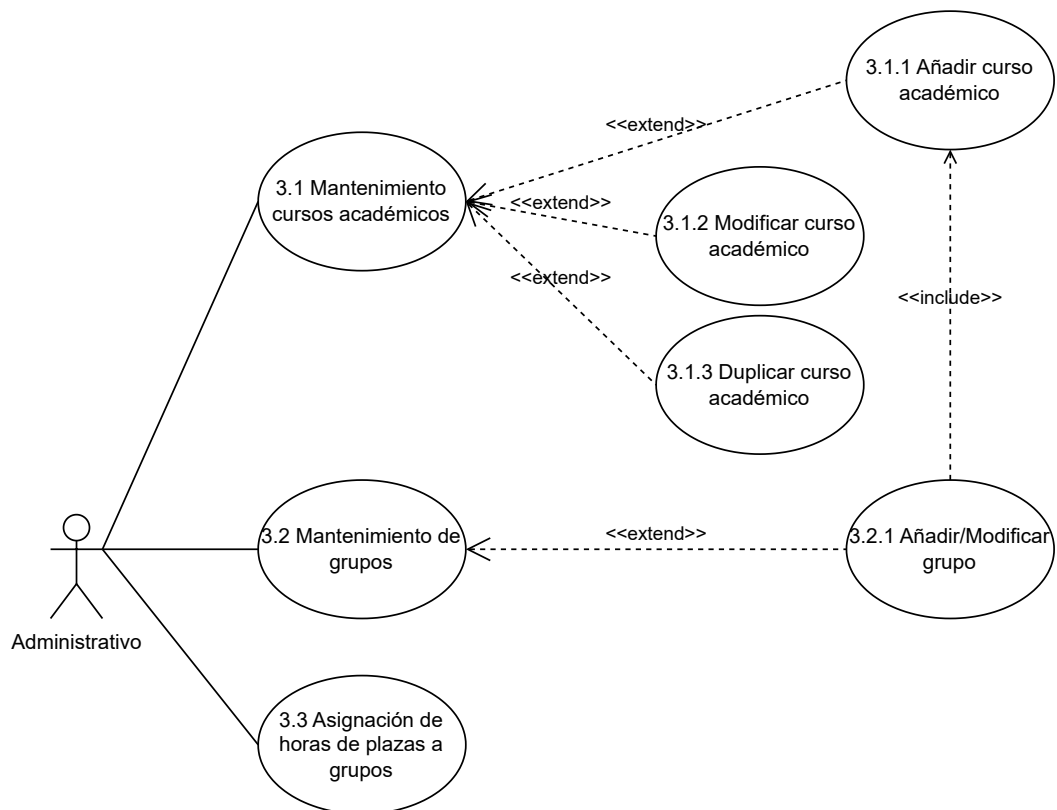 3.1.1 Añadir curso
académico
<<extend>>
3.1 Mantenimiento
cursos académicos
<<extend>>
3.1.2 Modificar curso
académico
<<extend>>
<<include>>
3.1.3 Duplicar curso
académico
3.2 Mantenimiento de
grupos
<<extend>>
3.2.1 Añadir/Modificar
grupo
Administrativo
3.3 Asignación de
horas de plazas a
grupos